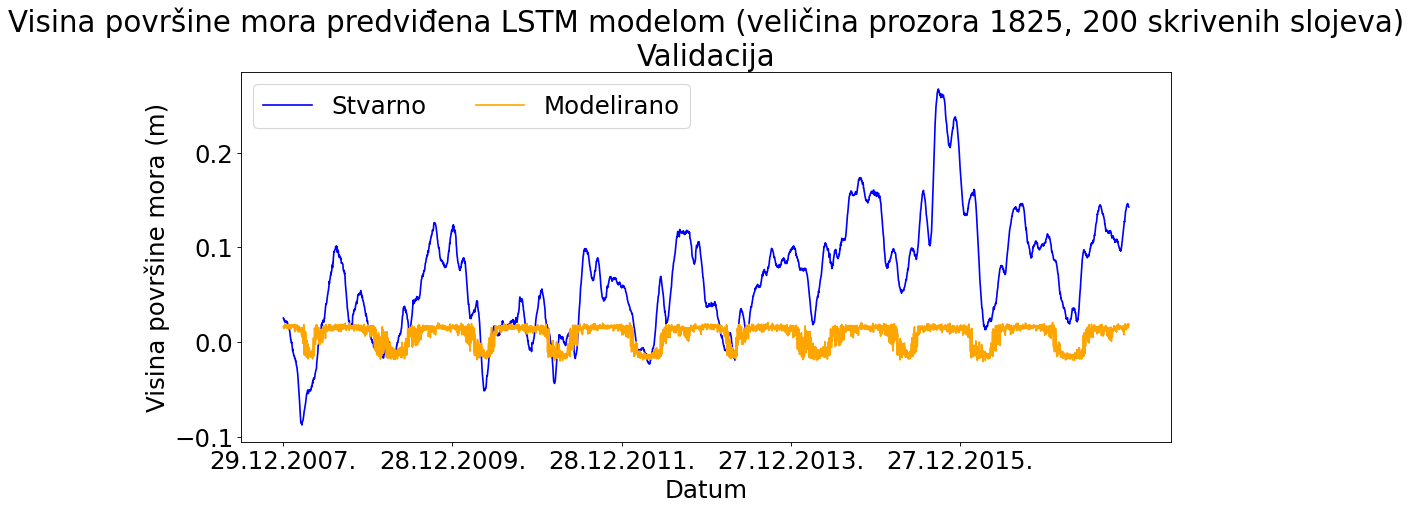 Visina površine mora predviđena LSTM modelom (veličina prozora 1825, 200 skrivenih slojeva)
Validacija
Stvarno Modelirano
Visina površine mora (m)
0.2
0.1
0.0
−0.1
29.12.2007. 28.12.2009. 28.12.2011. 27.12.2013. 27.12.2015.
Datum